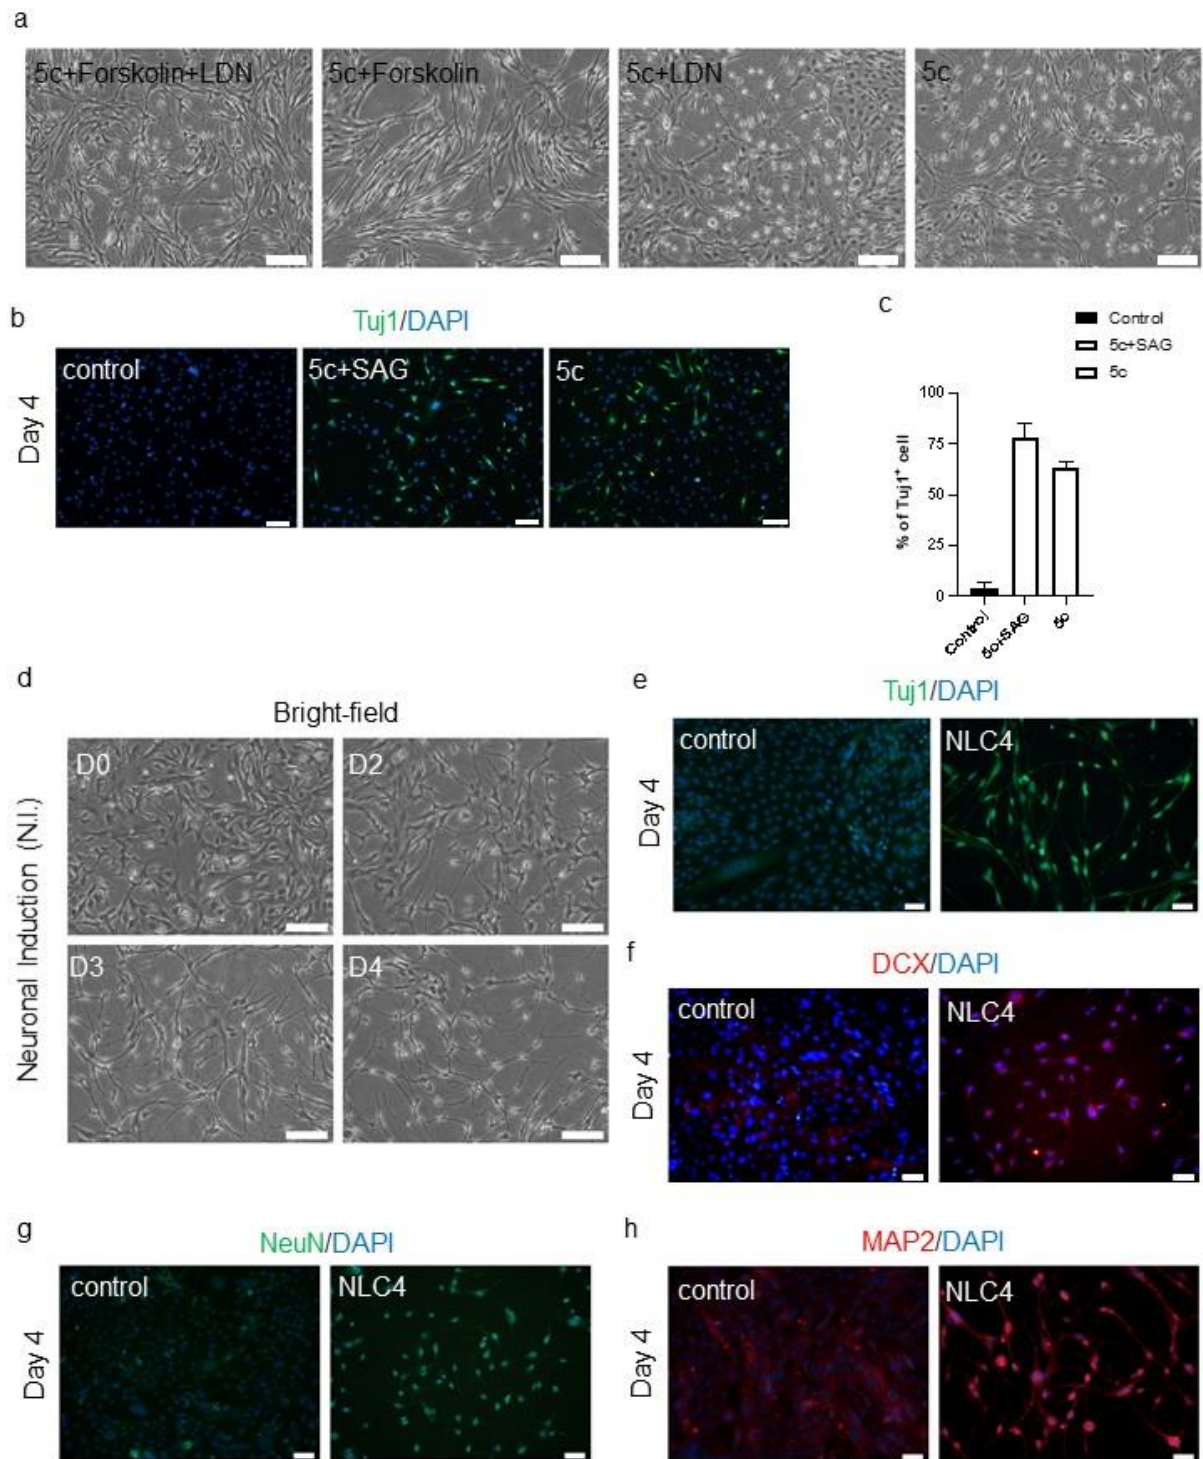 a
5c+Forskolin+LDN
5c+Forskolin
5c+LDN
5c
b
Tuj1/DAPI
Day 4
control
5c+SAG
5c
c
Control
5c+SAG
5c
% of Tuj1+ cell
100
75
50
25
0
Control
5c+SAG
5c
d
Bright-field
Neuronal Induction (N.I.)
D0
D2
D3
D4
e
Tuj1/DAPI
Day 4
control
NLC4
f
DCX/DAPI
Day 4
control
NLC4
g
NeuN/DAPI
Day 4
control
NLC4
h
MAP2/DAPI
Day 4
control
NLC4